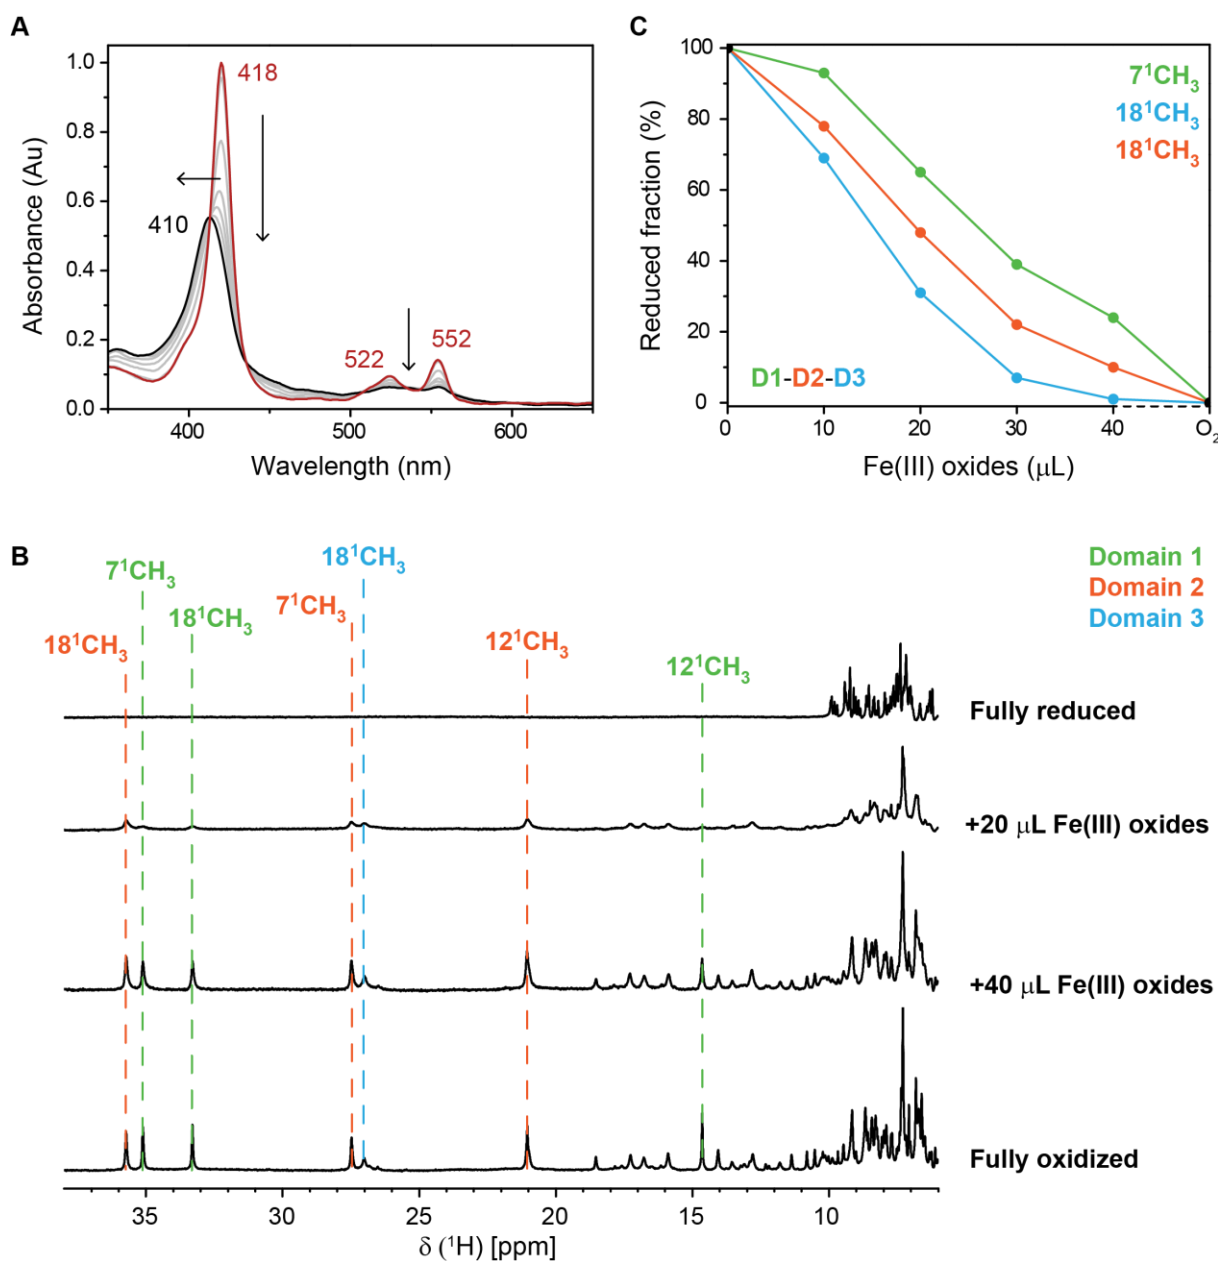 A
1.0
0.8
0.6
0.4
0.2
0.0
418
410
522
552
400
500
600
Absorbance (Au)
Wavelength (nm)
C
100
80
60
40
20
0
7¹CH₃
18¹CH₃
18¹CH₃
D1-D2-D3
0
10
20
30
40
O₂
Reduced fraction (%)
Fe(III) oxides (μL)
B
18¹CH₃
7¹CH₃
18¹CH₃
7¹CH₃
18¹CH₃
12¹CH₃
12¹CH₃
Domain 1
Domain 2
Domain 3
Fully reduced
+20 μL Fe(III) oxides
+40 μL Fe(III) oxides
Fully oxidized
35
30
25
20
15
10
δ (¹H) [ppm]